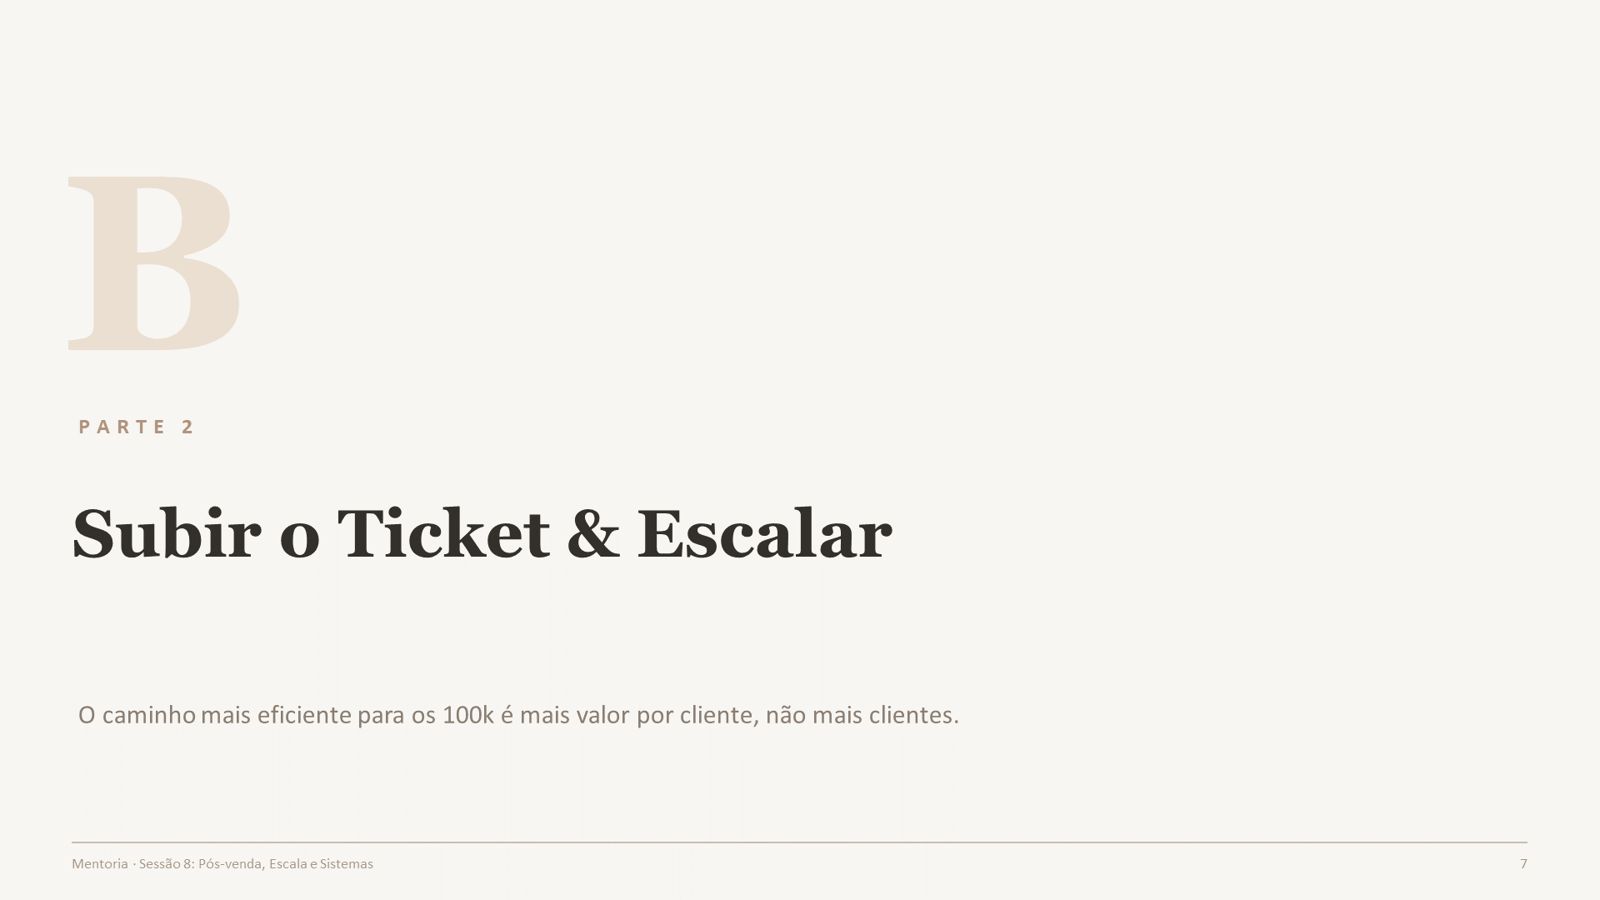 B
PARTE 2
Subir o Ticket & Escalar
O caminho mais eficiente para os 100k é mais valor por cliente, não mais clientes.
Mentoria · Sessão 8: Pós-venda, Escala e Sistemas
7